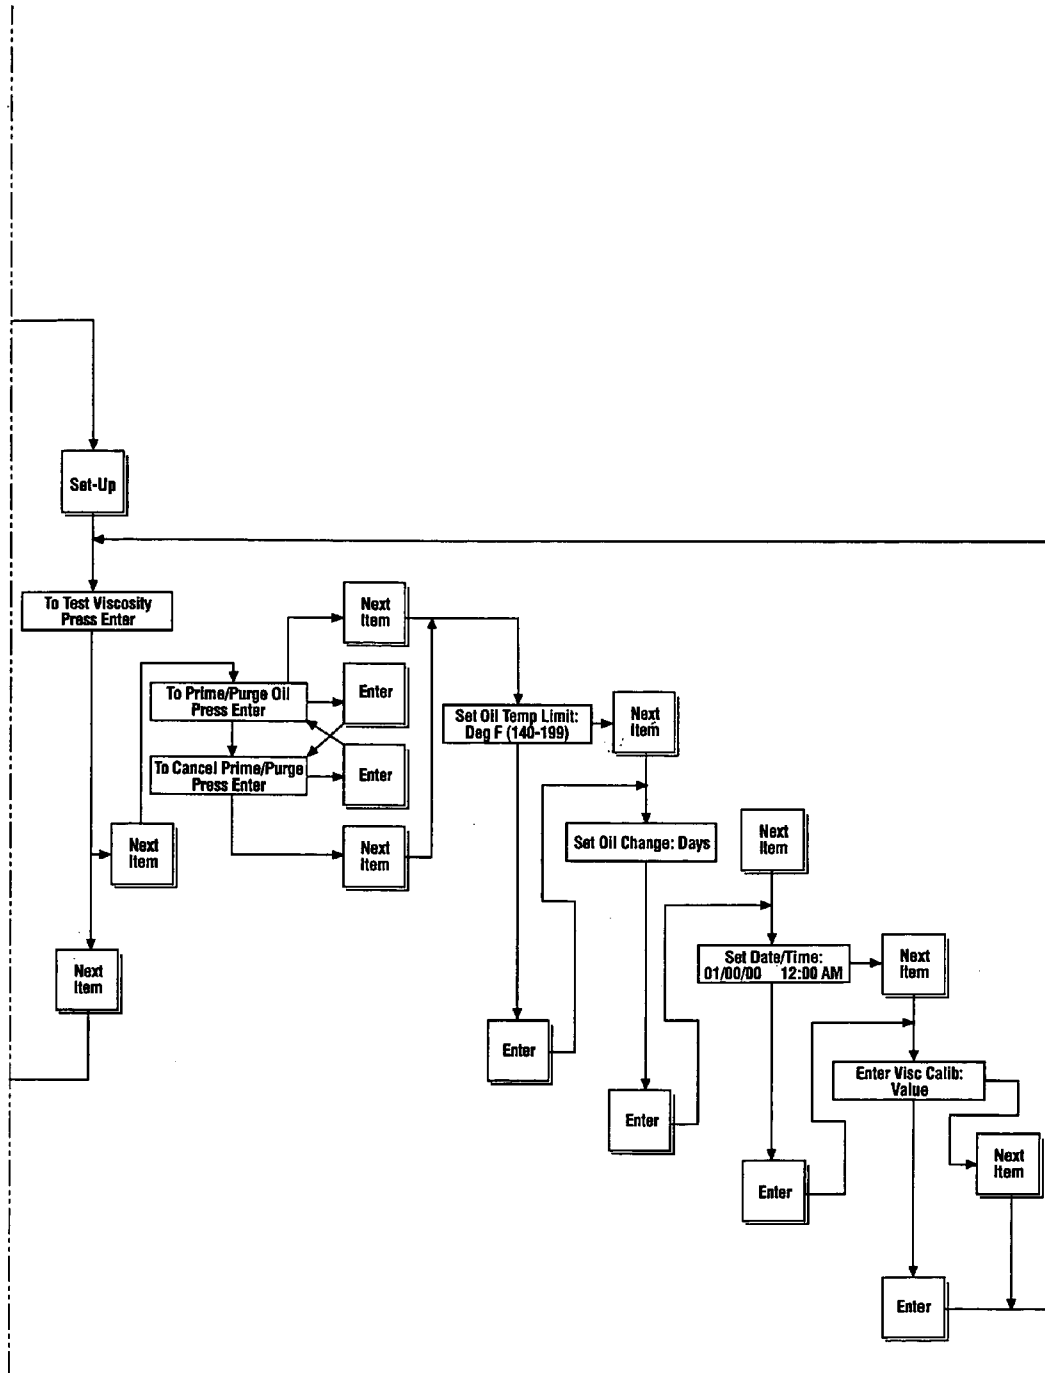 Set-Up
To Test Viscosity
Press Enter
Next
Item
To Prime/Purge Oil
Press Enter
Enter
To Cancel Prime/Purge
Press Enter
Enter
Next
Item
Next
Item
Next
Item
Set Oil Temp Limit:
Deg F (140-199)
Next
Item
Enter
Set Oil Change: Days
Next
Item
Enter
Set Date/Time:
01/00/00 12:00 AM
Next
Item
Enter
Enter Visc Calib:
Value
Next
Item
Enter